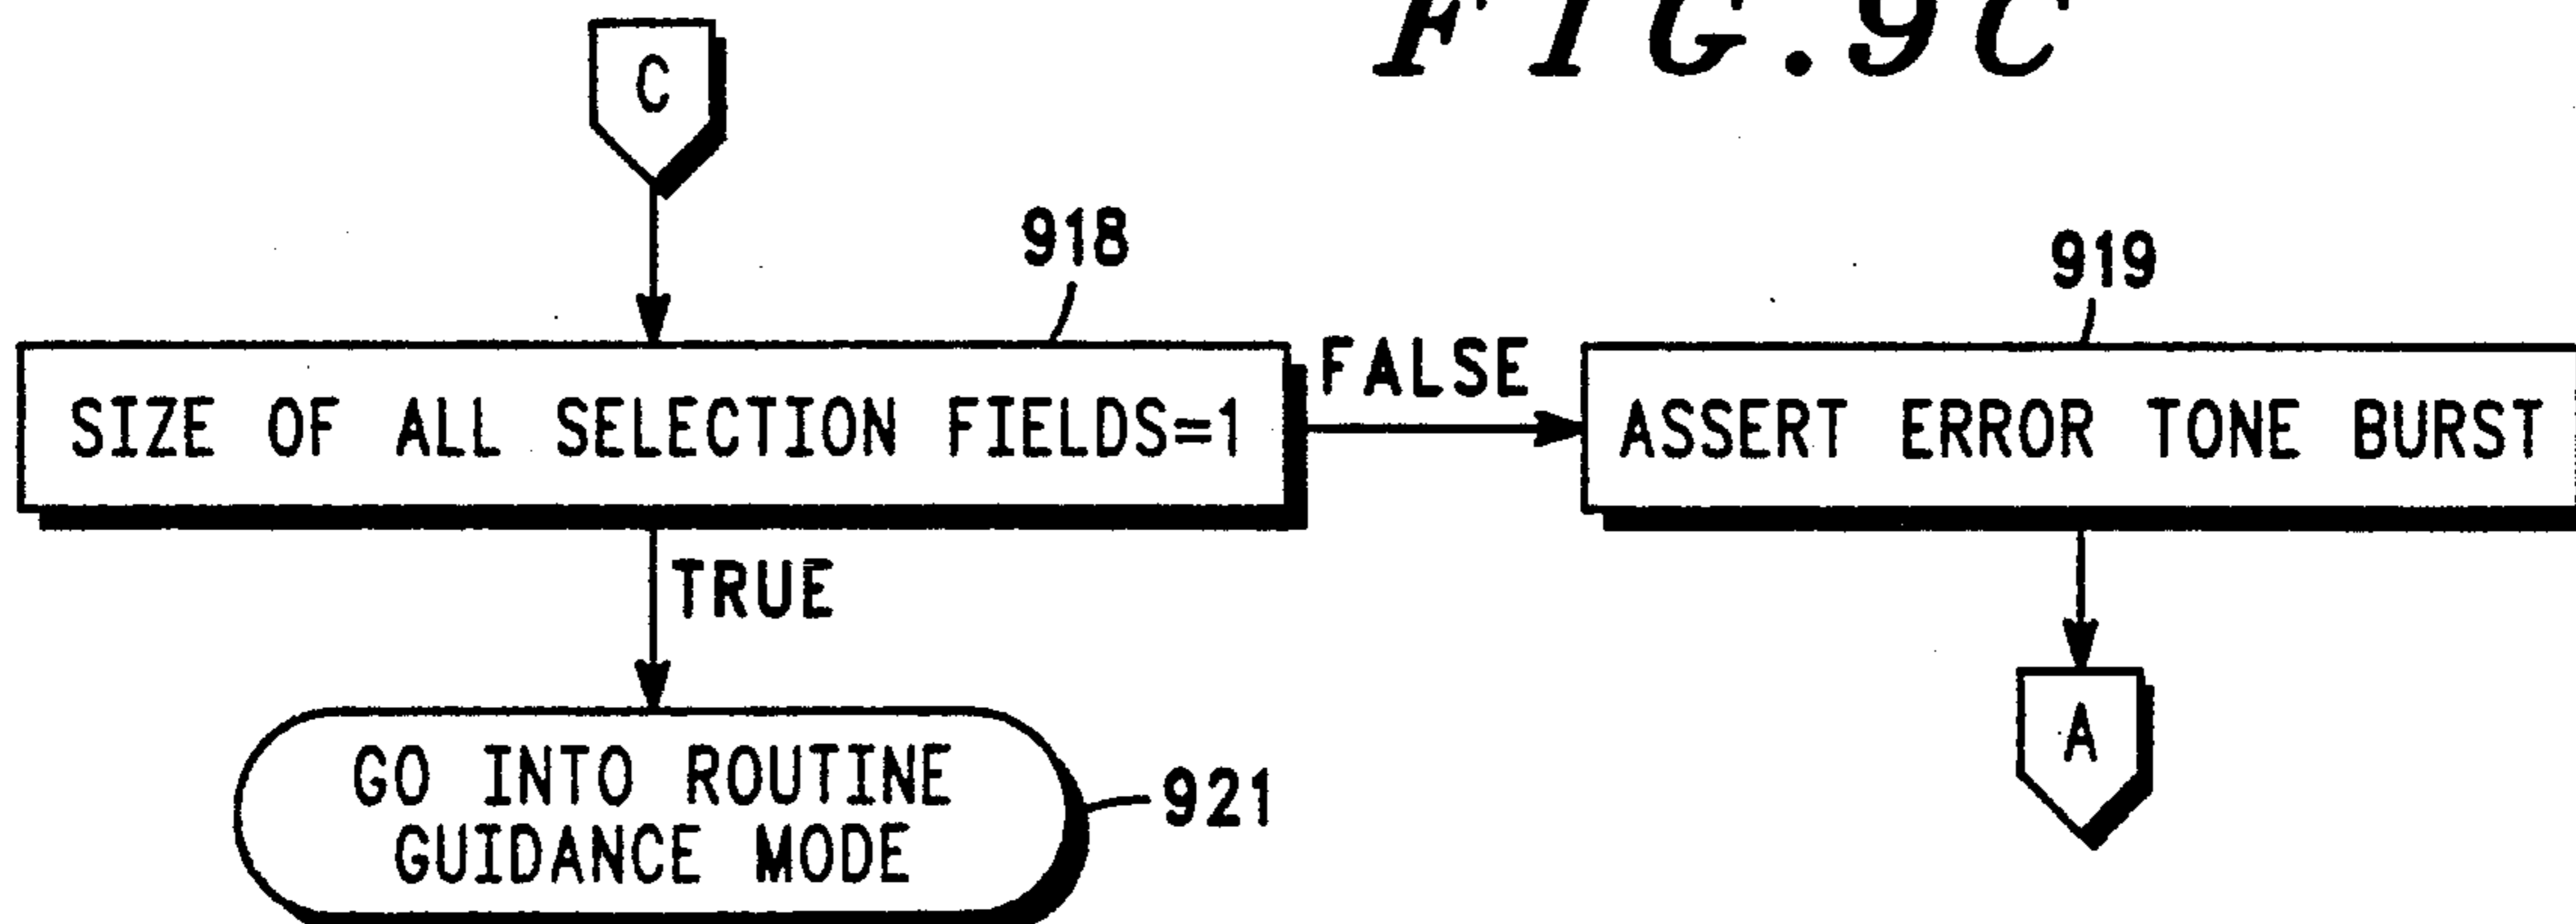 FIG.9C
C
918
919
SIZE OF ALL SELECTION FIELDS=1
FALSE
ASSERT ERROR TONE BURST
TRUE
A
GO INTO ROUTINE
GUIDANCE MODE
921